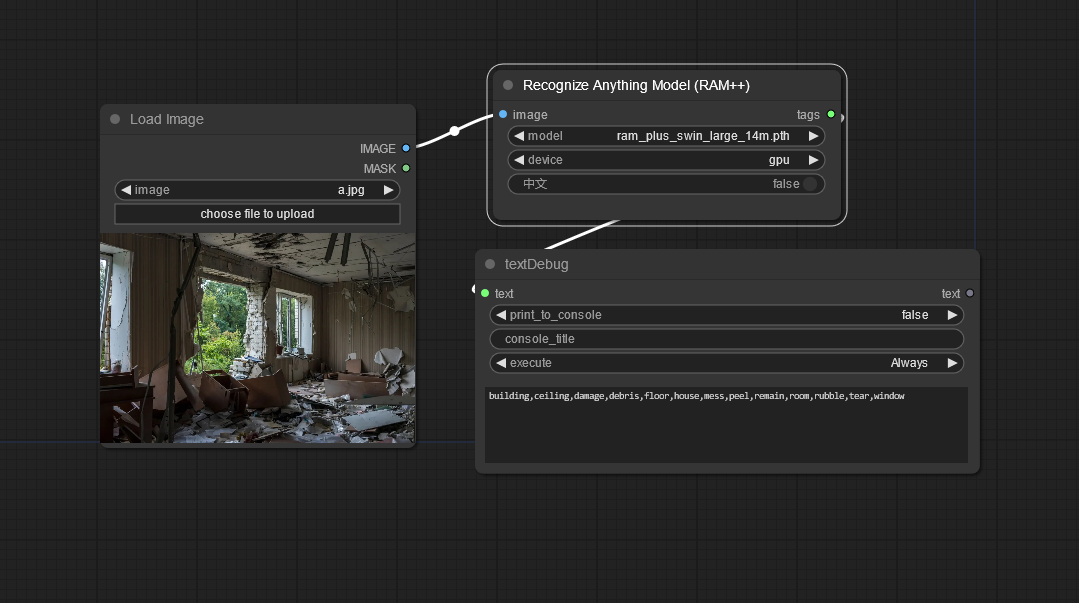 Load Image
IMAGE
MASK
image a.jpg
choose file to upload
Recognize Anything Model (RAM++)
image tags
model ram_plus_swin_large_14m.pth
device gpu
中文 false
textDebug
text text
print_to_console false
console_title
execute Always
building,ceiling,damage,debris,floor,house,mess,peel,remain,room,rubble,tear,window